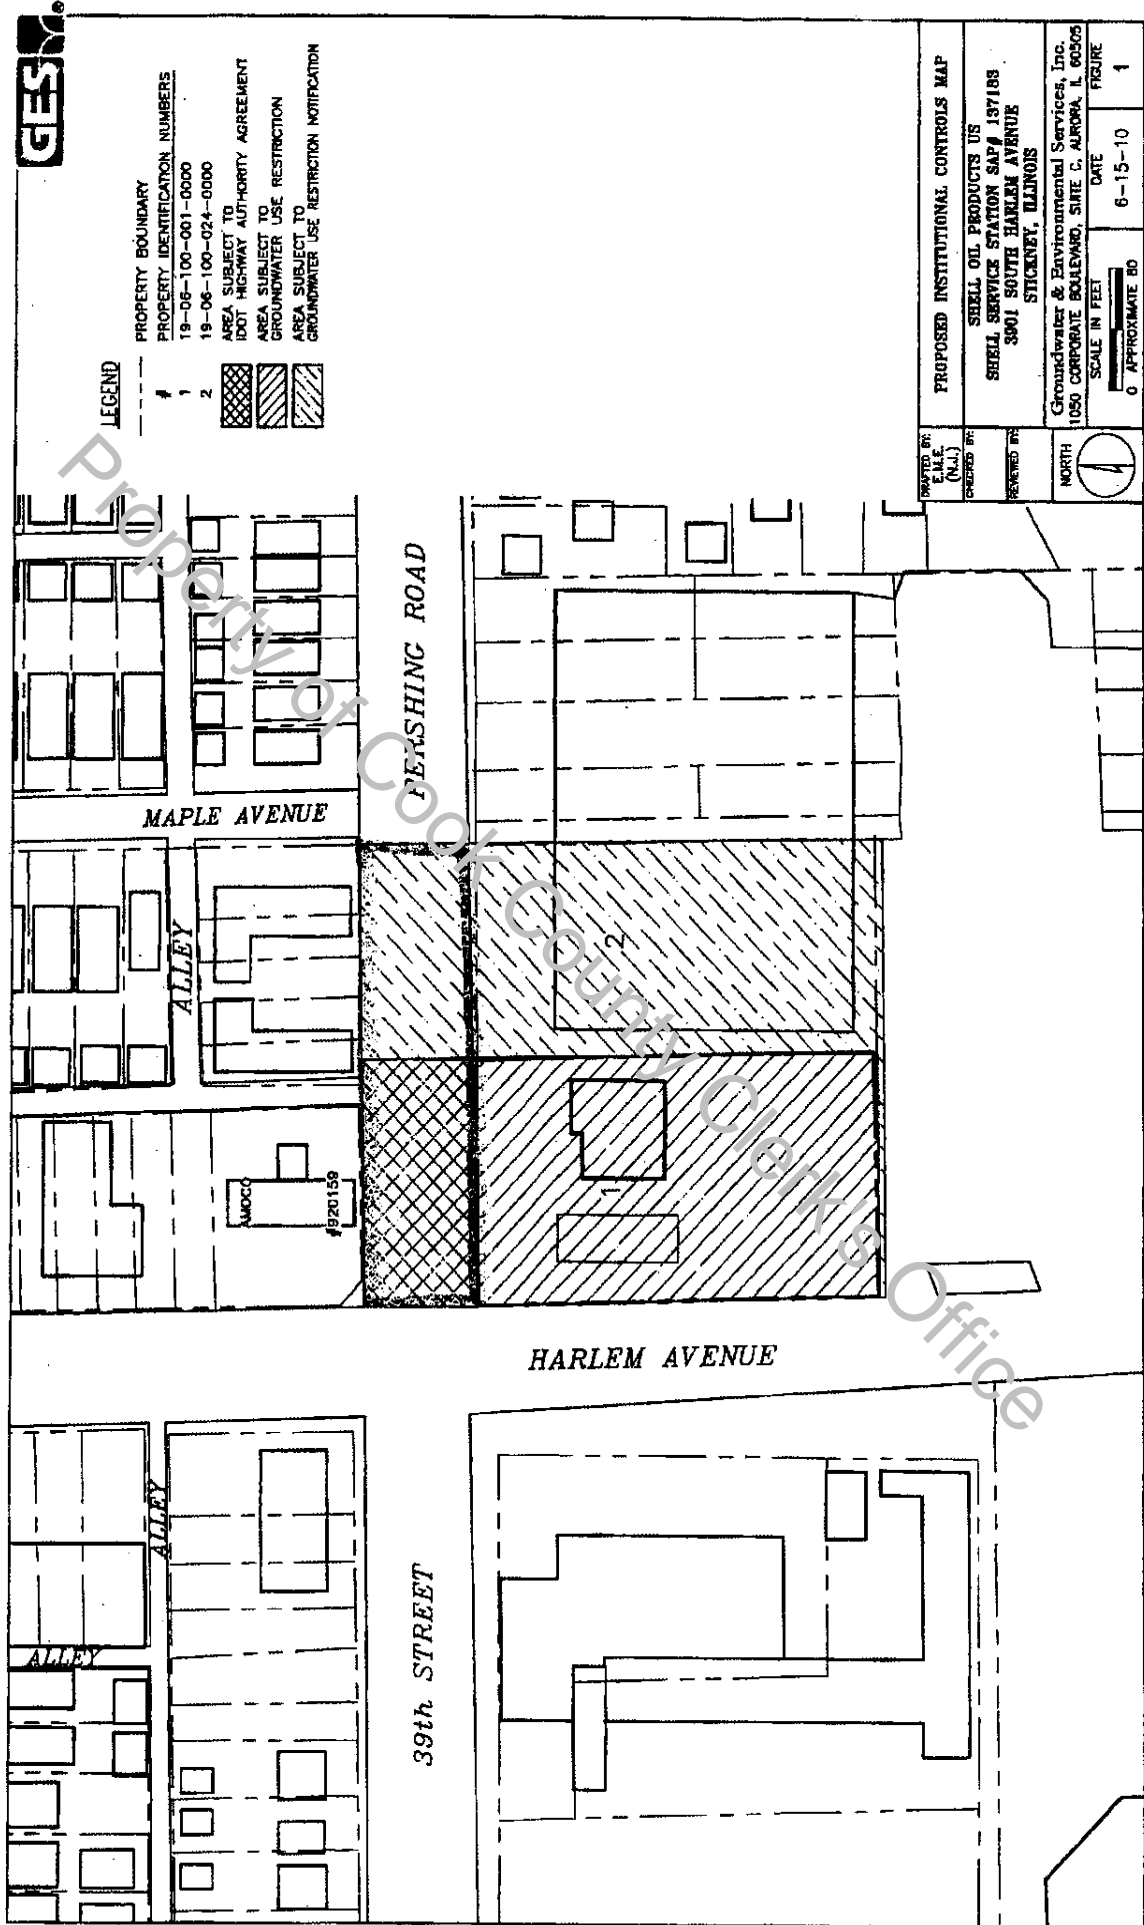 GES®
LEGEND
PROPERTY BOUNDARY
# PROPERTY IDENTIFICATION NUMBERS
1 19-06-100-001-0000
2 19-06-100-024-0000
AREA SUBJECT TO
IDOT HIGHWAY AUTHORITY AGREEMENT
AREA SUBJECT TO
GROUNDWATER USE RESTRICTION
AREA SUBJECT TO
GROUNDWATER USE RESTRICTION NOTIFICATION
ALLEY
ALLEY
39th STREET
HARLEM AVENUE
AMOCO
#920159
ALLEY
MAPLE AVENUE
PERSHING ROAD
1
2
DRAFTED BY:
E.M.E.
(N.J.)
CHECKED BY:
REVIEWED BY:
NORTH
PROPOSED INSTITUTIONAL CONTROLS MAP
SHELL OIL PRODUCTS US
SHELL SERVICE STATION SAP# 137183
3901 SOUTH HARLEM AVENUE
STICKNEY, ILLINOIS
Groundwater & Environmental Services, Inc.
1050 CORPORATE BOULEVARD, SUITE C, AURORA, IL 60505
SCALE IN FEET
0 APPROXIMATE 80
DATE
6-15-10
FIGURE
1
Property of Cook County Clerk's Office